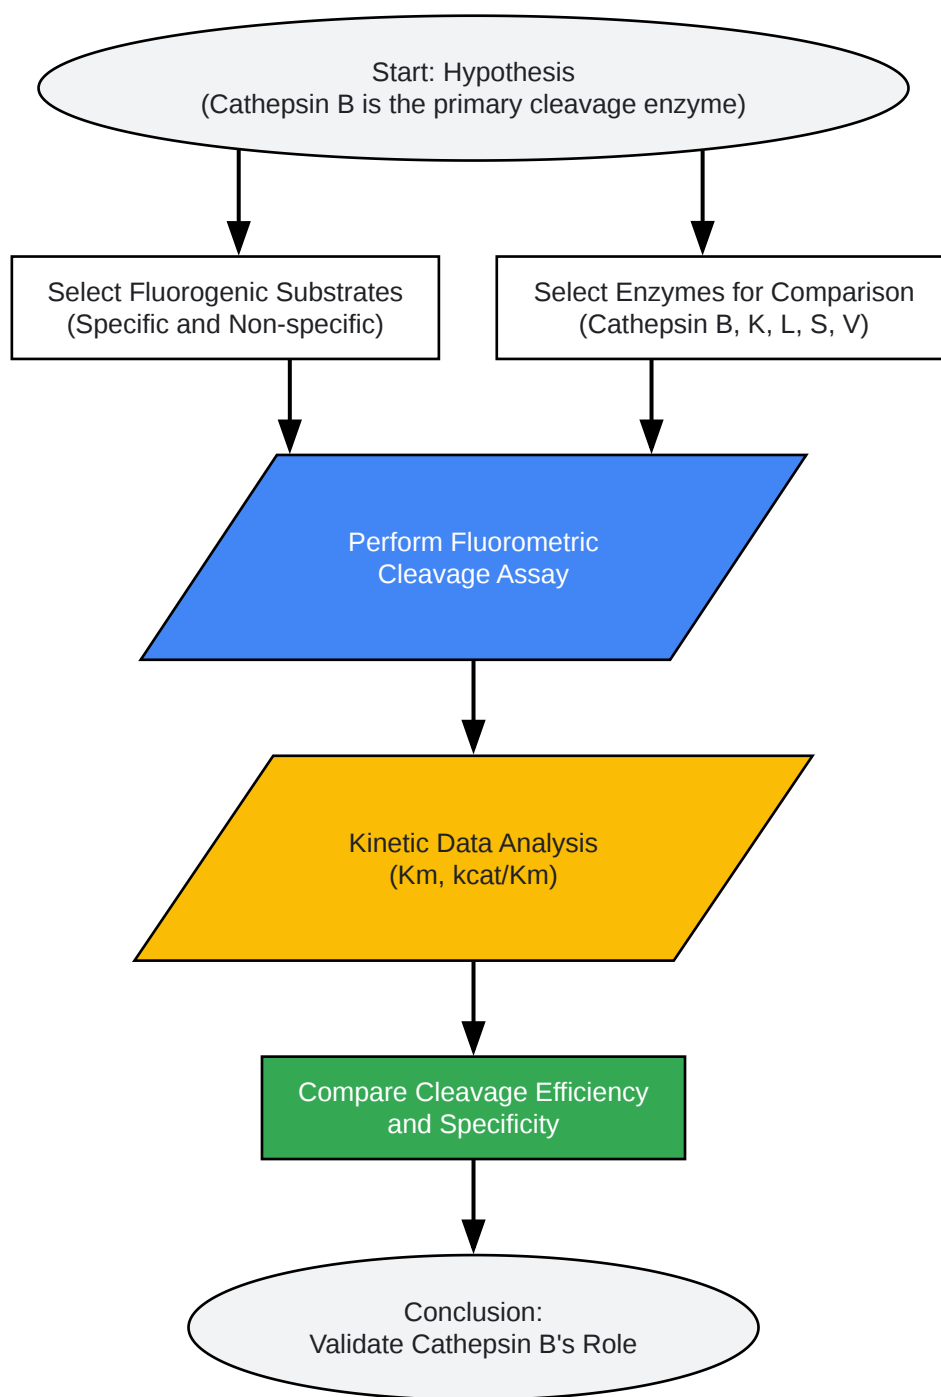 Start: Hypothesis
(Cathepsin B is the primary cleavage enzyme)
Select Fluorogenic Substrates
(Specific and Non-specific)
Select Enzymes for Comparison
(Cathepsin B, K, L, S, V)
Perform Fluorometric
Cleavage Assay
Kinetic Data Analysis
(Km, kcat/Km)
Compare Cleavage Efficiency
and Specificity
Conclusion:
Validate Cathepsin B's Role